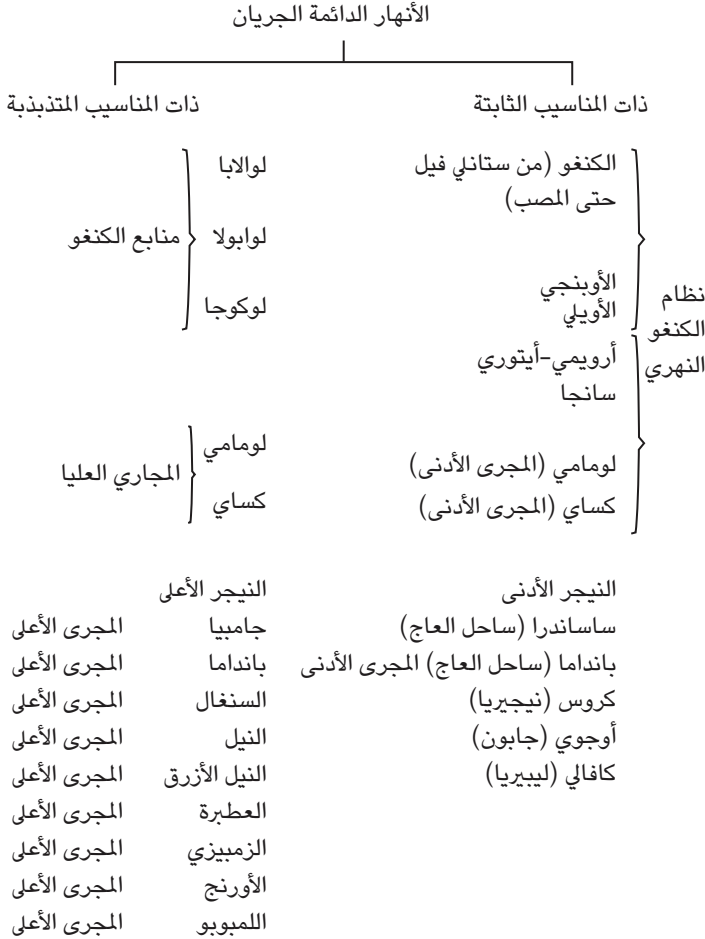 الأنهار الدائمة الجريان
ذات المناسيب الثابتة
ذات المناسيب المتذبذبة
نظام
الكنغو
النهري
الكنغو (من ستانلي فيل
حتى المصب)
الأوبنجي
الأويلي
أرويمي–أيتوري
سانجا
لومامي (المجرى الأدنى)
كساي (المجرى الأدنى)
لوالابا
لوابولا
منابع الكنغو
لوكوجا
لومامي
المجاري العليا
كساي
النيجر الأدنى
النيجر الأعلى
ساساندرا (ساحل العاج)
جامبيا المجرى الأعلى
بانداما (ساحل العاج) المجرى الأدنى
بانداما المجرى الأعلى
كروس (نيجيريا)
السنغال المجرى الأعلى
أوجوي (جابون)
النيل المجرى الأعلى
كافالي (ليبيريا)
النيل الأزرق المجرى الأعلى
العطبرة المجرى الأعلى
الزمبيزي المجرى الأعلى
الأورنج المجرى الأعلى
اللمبوبو المجرى الأعلى